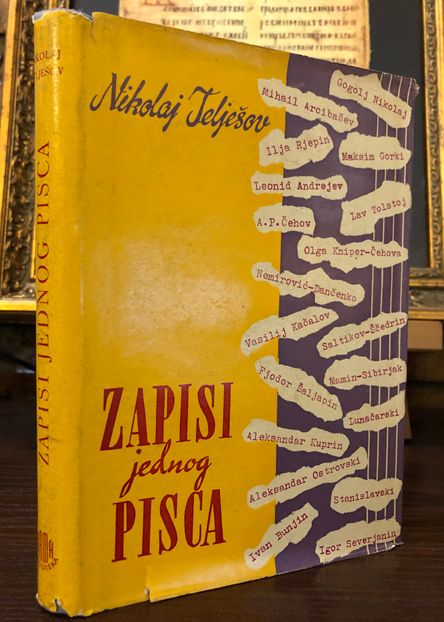 NIKOLAJ
TELJEŠOV
ZAPISI JEDNOG PISCA
Nikolaj Telješov
Gogolj Nikolaj
Mihail Arcibašev
Ilja Rjepin
Maksim Gorki
Leonid Andrejev
Lav Tolstoj
A.P.Čehov
Olga Kniper-Čehova
Nemirović-Dančenko
Vasilij Kačalov
Saltikov-Ščedrin
Fjodor Šaljapin
Mamin-Sibirjak
Lunačarski
Aleksandar Kuprin
Aleksandar Ostrovski
Stanislavski
Ivan Bunjin
Igor Severjanin
ZAPISI
jednog
PISCA